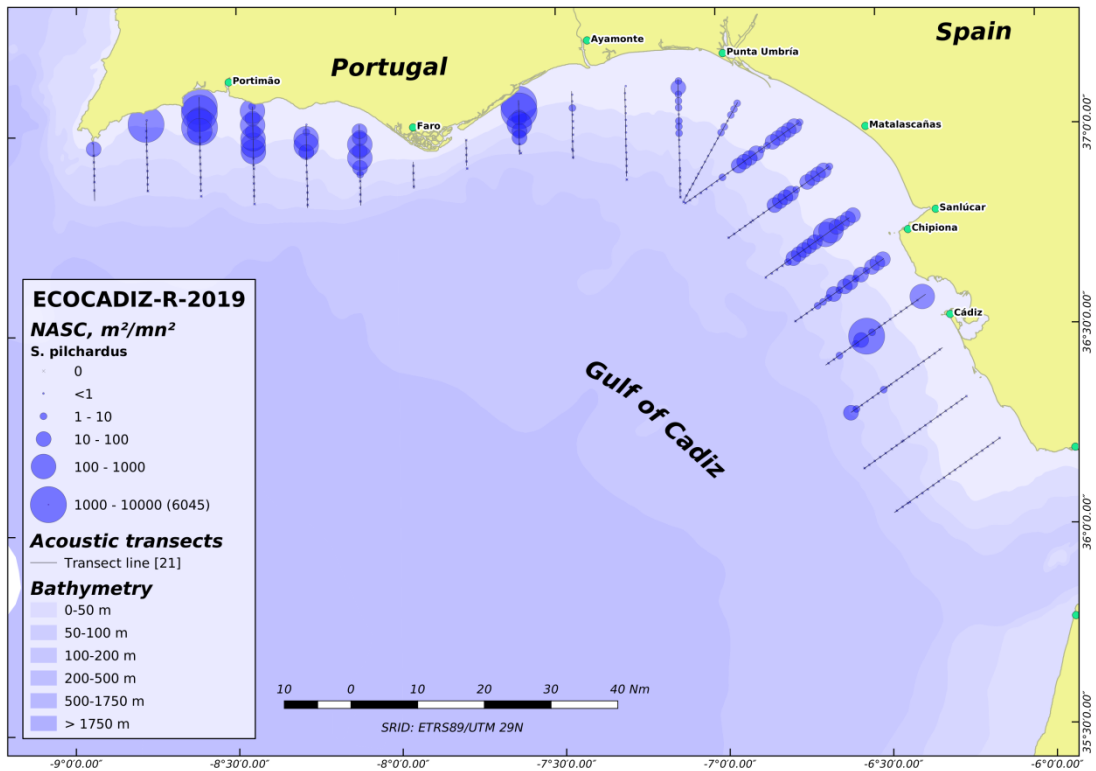 Spain
Portugal
Ayamonte
Punta Umbría
Portimão
Faro
Matalascañas
Sanlúcar
Chipiona
Cádiz
Gulf of Cadiz
ECOCADIZ-R-2019
NASC, m²/mn²
S. pilchardus
0
<1
1 - 10
10 - 100
100 - 1000
1000 - 10000 (6045)
Acoustic transects
Transect line [21]
Bathymetry
0-50 m
50-100 m
100-200 m
200-500 m
500-1750 m
> 1750 m
10 0 10 20 30 40 Nm
SRID: ETRS89/UTM 29N
37°0'0.00"
36°30'0.00"
36°0'0.00"
35°30'0.00"
-9°0'0.00" -8°30'0.00" -8°0'0.00" -7°30'0.00" -7°0'0.00" -6°30'0.00" -6°0'0.00"